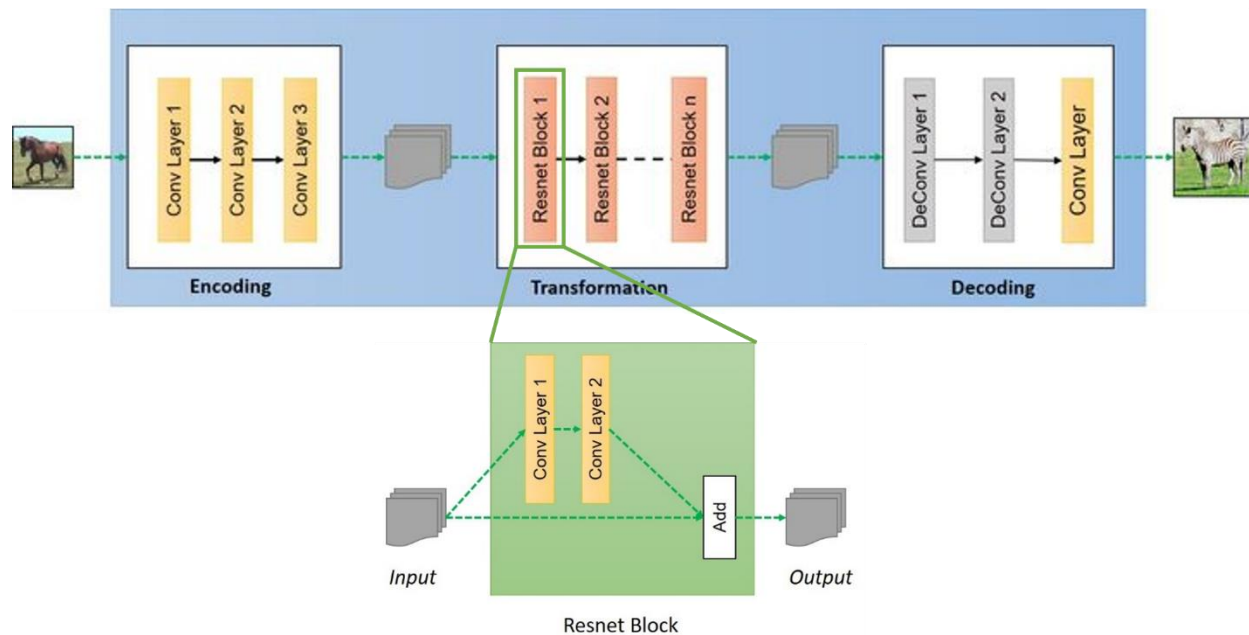 Conv Layer 1
Conv Layer 2
Conv Layer 3
Encoding
Resnet Block 1
Resnet Block 2
Resnet Block n
Transformation
DeConv Layer 1
DeConv Layer 2
Conv Layer
Decoding
Conv Layer 1
Conv Layer 2
Add
Input
Output
Resnet Block